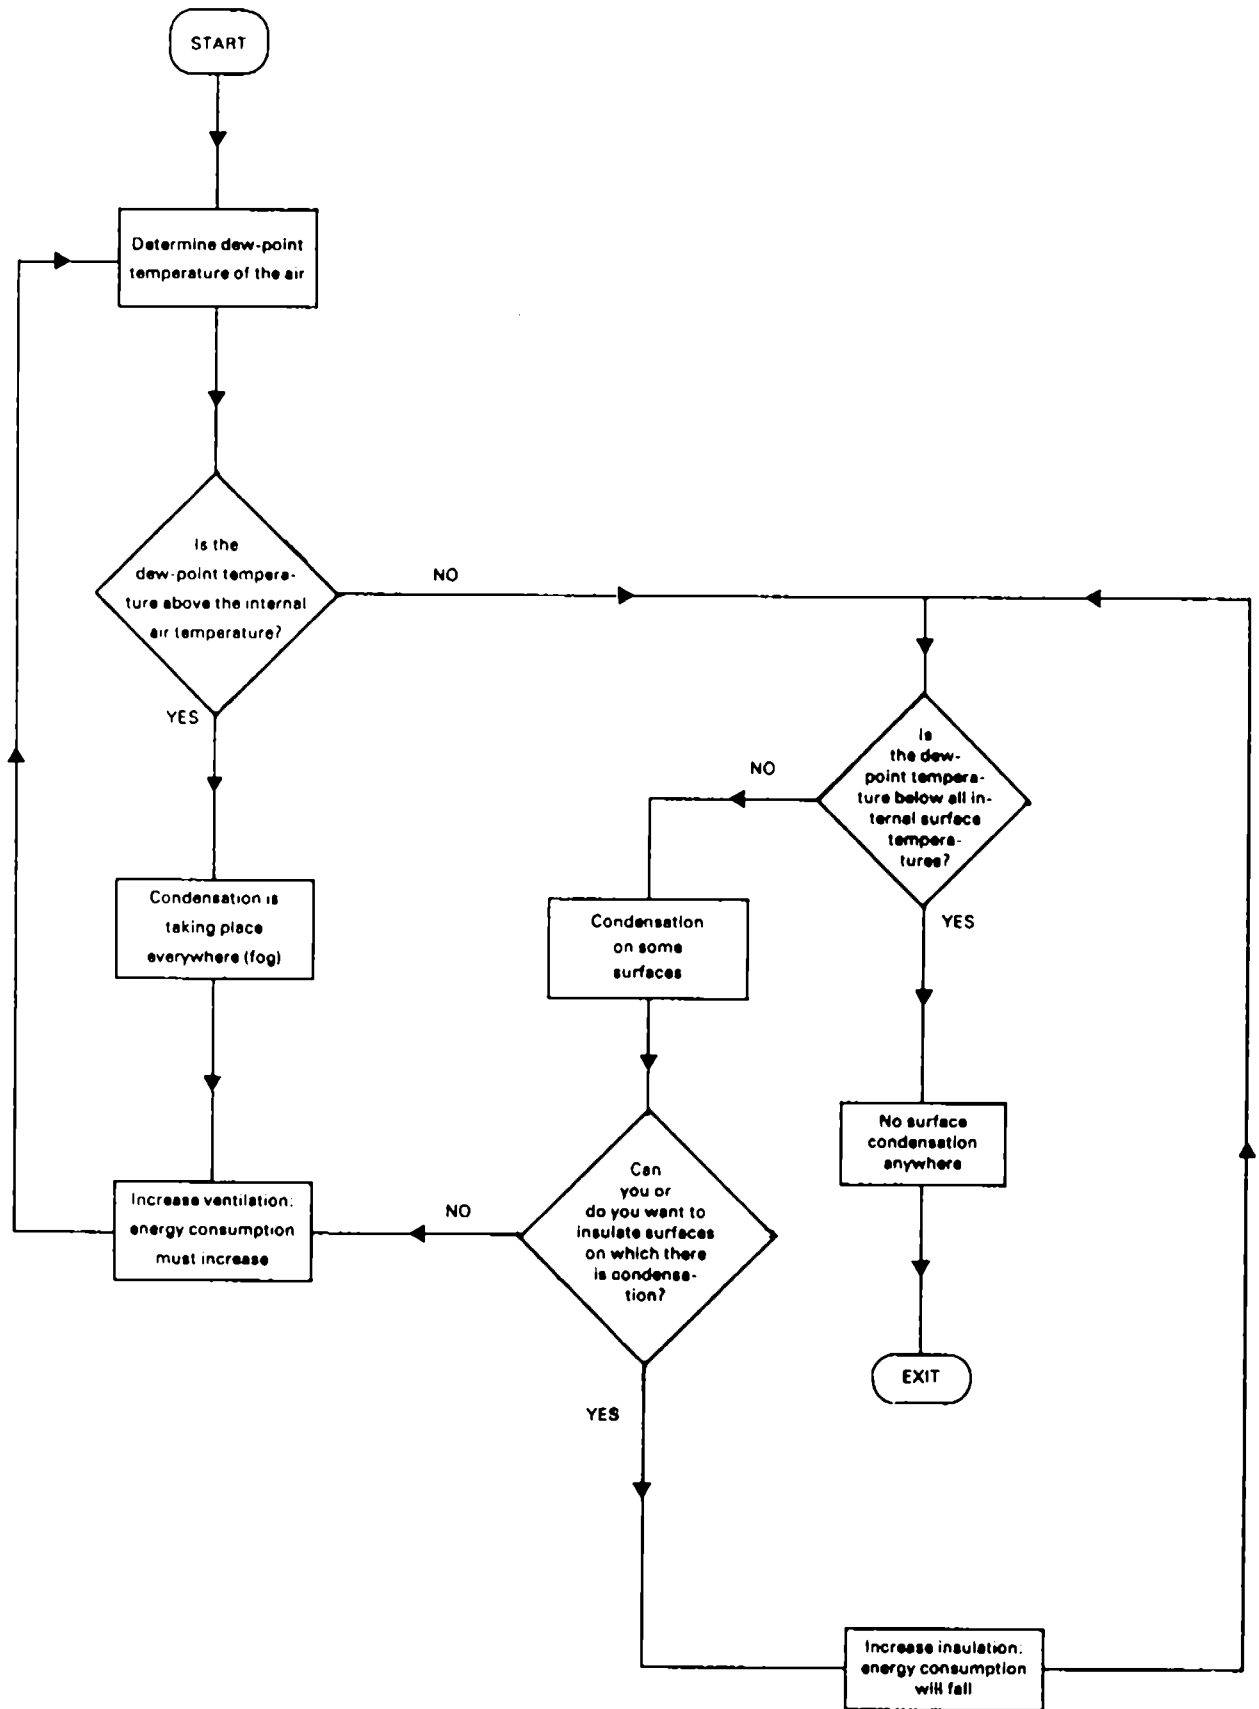 START
Determine dew-point
temperature of the air
Is the
dew-point tempera-
ture above the internal
air temperature?
NO
YES
Is
the dew-
point tempera-
ture below all in-
ternal surface
tempera-
tures?
NO
YES
Condensation is
taking place
everywhere (fog)
Condensation
on some
surfaces
No surface
condensation
anywhere
Increase ventilation:
energy consumption
must increase
NO
Can
you or
do you want to
insulate surfaces
on which there
is condensa-
tion?
YES
EXIT
Increase insulation:
energy consumption
will fall